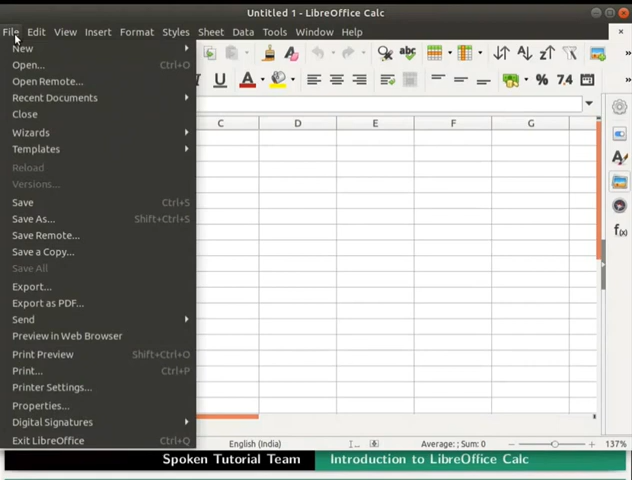 Untitled 1 - LibreOffice Calc
File Edit View Insert Format Styles Sheet Data Tools Window Help
New
Open... Ctrl+O
Open Remote...
Recent Documents
Close
Wizards
Templates
Reload
Versions...
Save Ctrl+S
Save As... Shift+Ctrl+S
Save Remote...
Save a Copy...
Save All
Export...
Export as PDF...
Send
Preview in Web Browser
Print Preview Shift+Ctrl+O
Print... Ctrl+P
Printer Settings...
Properties...
Digital Signatures
Exit LibreOffice Ctrl+Q
U A % 7.4
C D E F G
English (India) Average: ; Sum: 0 137%
Spoken Tutorial Team Introduction to LibreOffice Calc